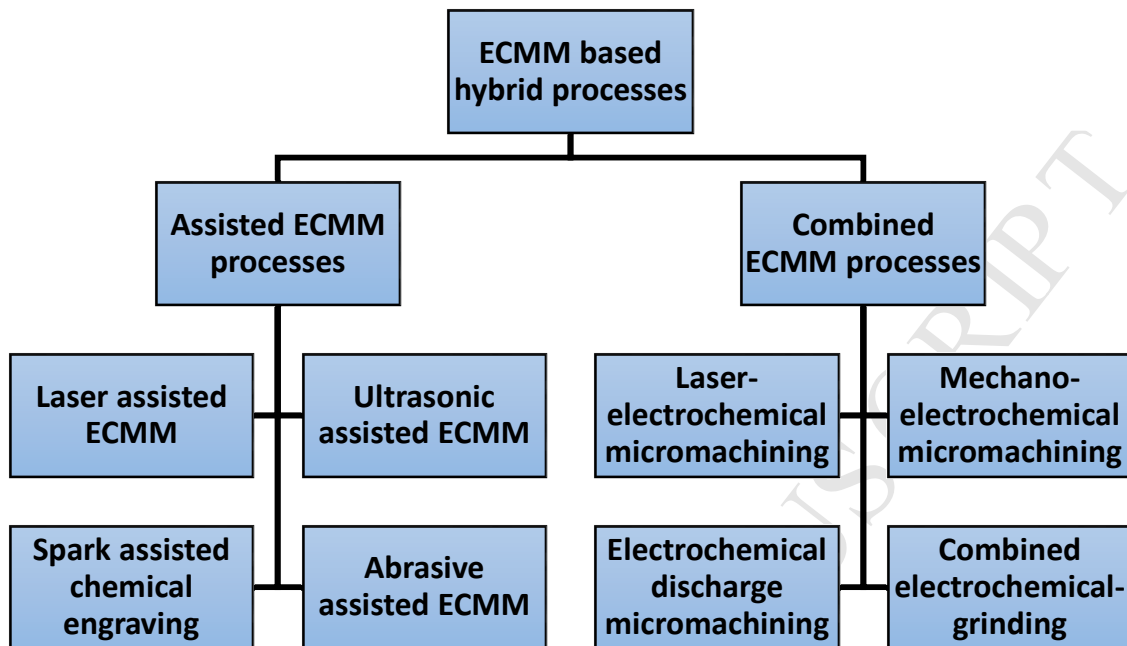 ECMM based
hybrid processes
Assisted ECMM
processes
Combined
ECMM processes
Laser assisted
ECMM
Ultrasonic
assisted ECMM
Laser-
electrochemical
micromachining
Mechano-
electrochemical
micromachining
Spark assisted
chemical
engraving
Abrasive
assisted ECMM
Electrochemical
discharge
micromachining
Combined
electrochemical-
grinding